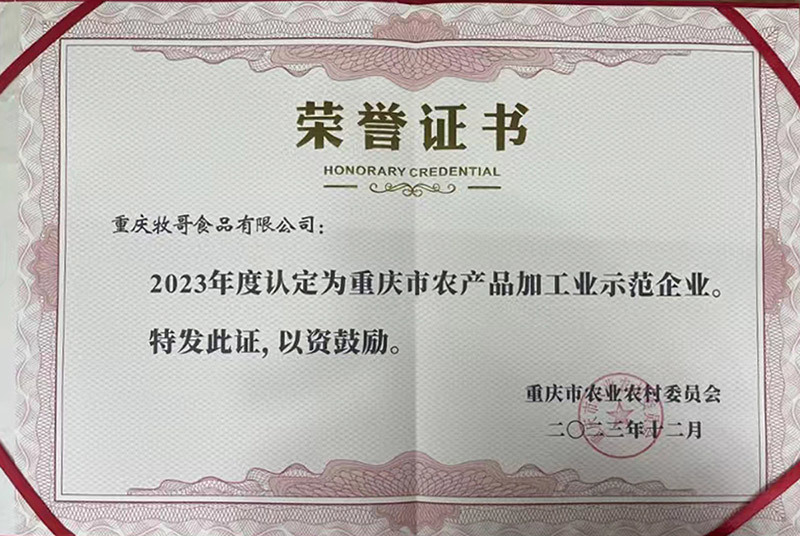 荣誉证书
HONORARY CREDENTIAL
重庆牧哥食品有限公司：
2023年度认定为重庆市农产品加工业示范企业。
特发此证，以资鼓励。
重庆市农业农村委员会
二〇二三年十二月